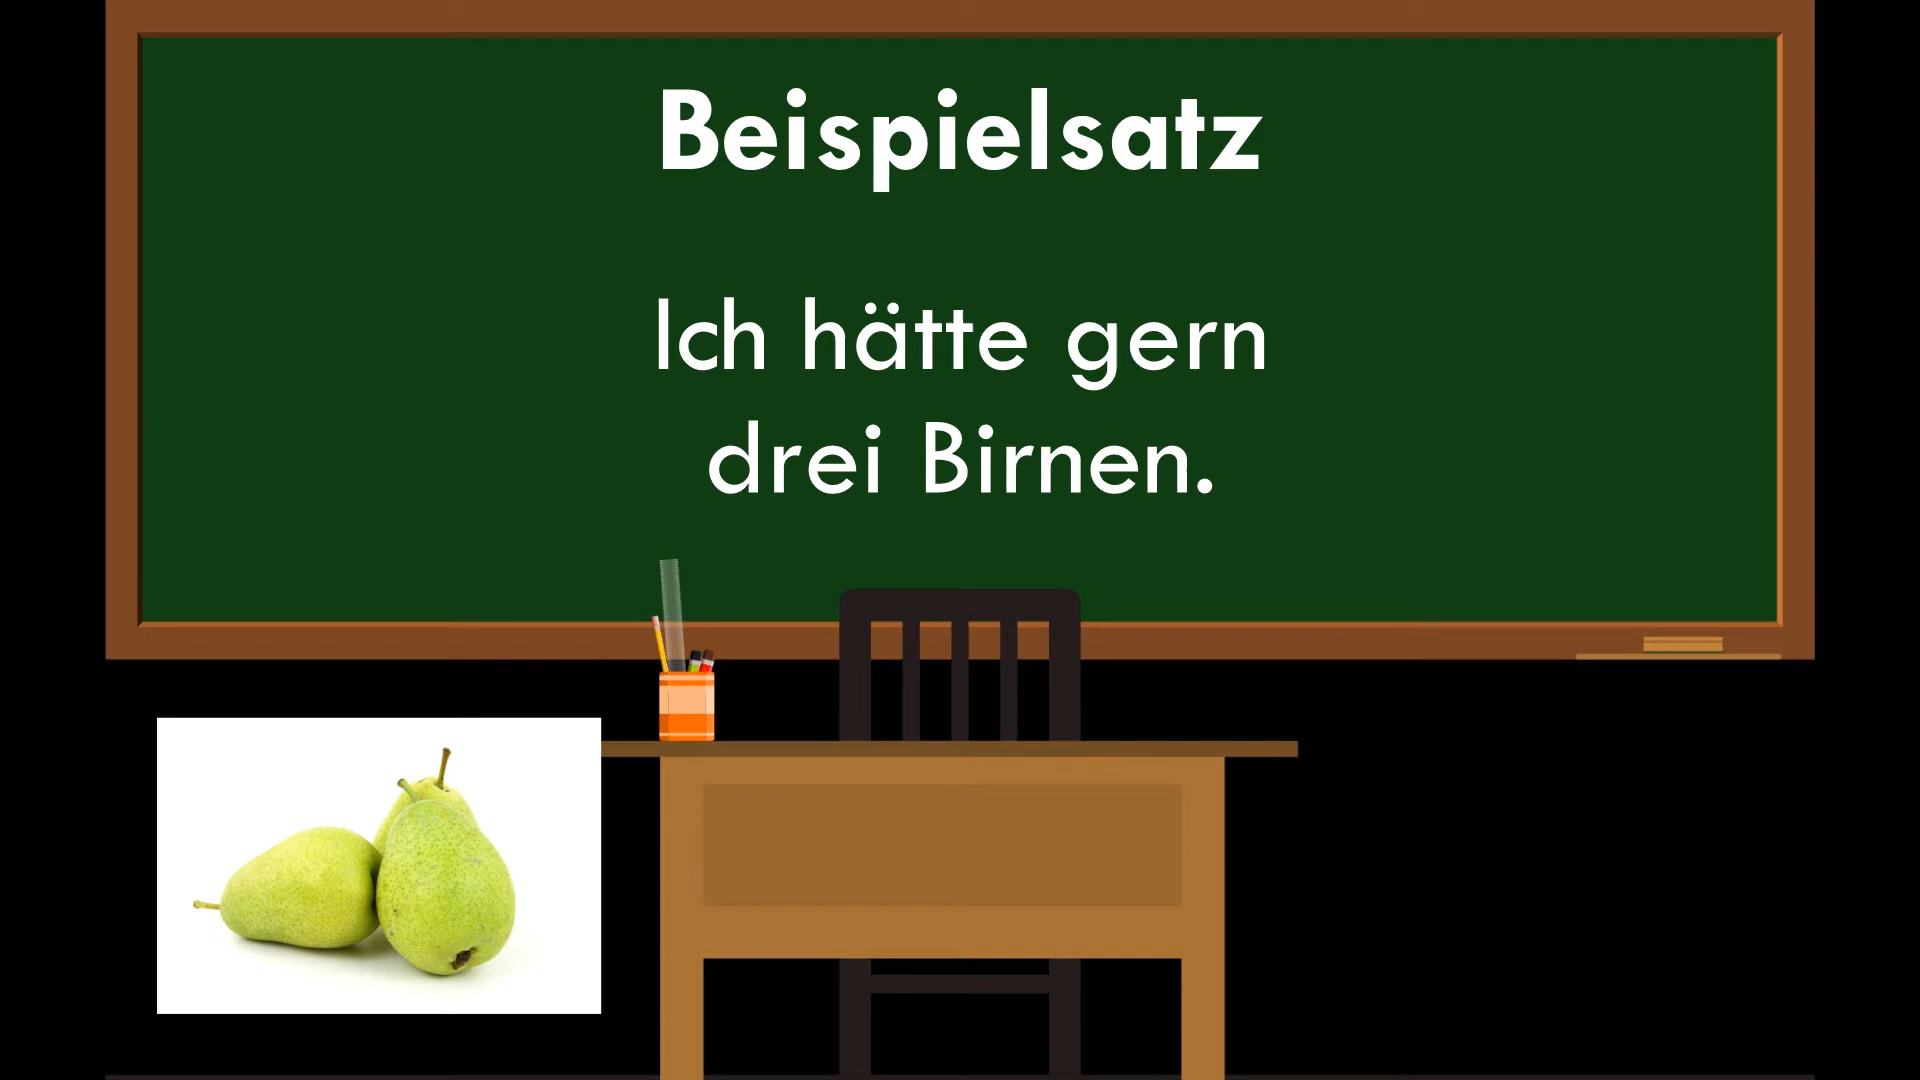 Beispielsatz
Ich hätte gern
drei Birnen.